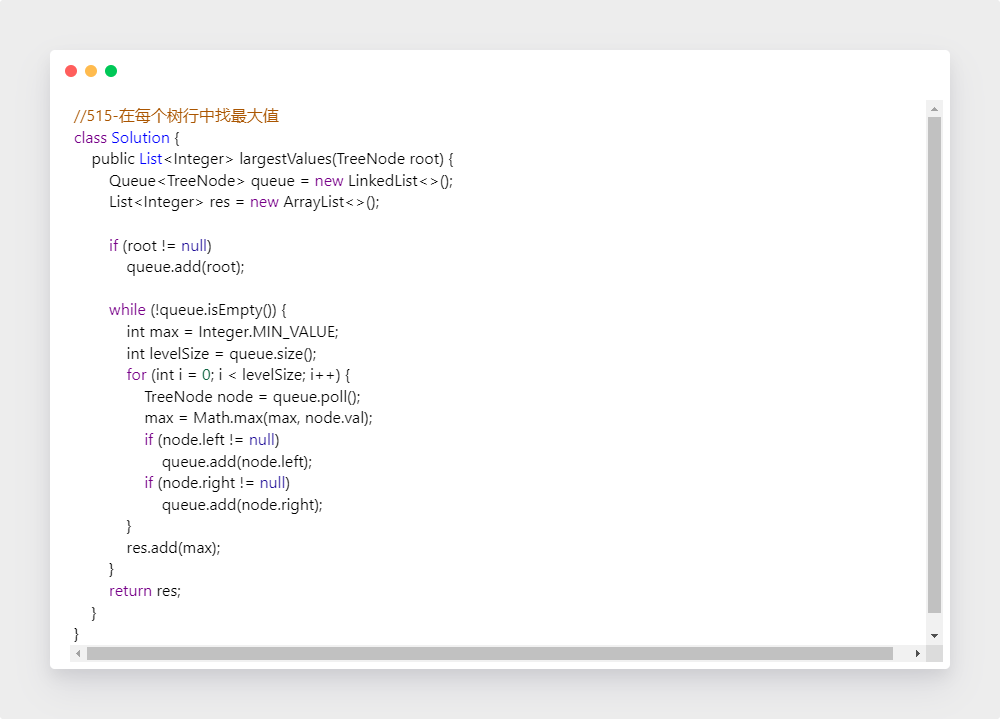 //515-在每个树行中找最大值
class Solution {
    public List<Integer> largestValues(TreeNode root) {
        Queue<TreeNode> queue = new LinkedList<>();
        List<Integer> res = new ArrayList<>();

        if (root != null)
            queue.add(root);

        while (!queue.isEmpty()) {
            int max = Integer.MIN_VALUE;
            int levelSize = queue.size();
            for (int i = 0; i < levelSize; i++) {
                TreeNode node = queue.poll();
                max = Math.max(max, node.val);
                if (node.left != null)
                    queue.add(node.left);
                if (node.right != null)
                    queue.add(node.right);
            }
            res.add(max);
        }
        return res;
    }
}